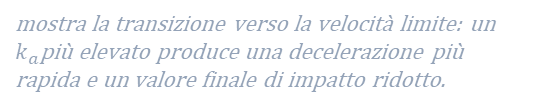 mostra la transizione verso la velocità limite: un
kₐ più elevato produce una decelerazione più
rapida e un valore finale di impatto ridotto.